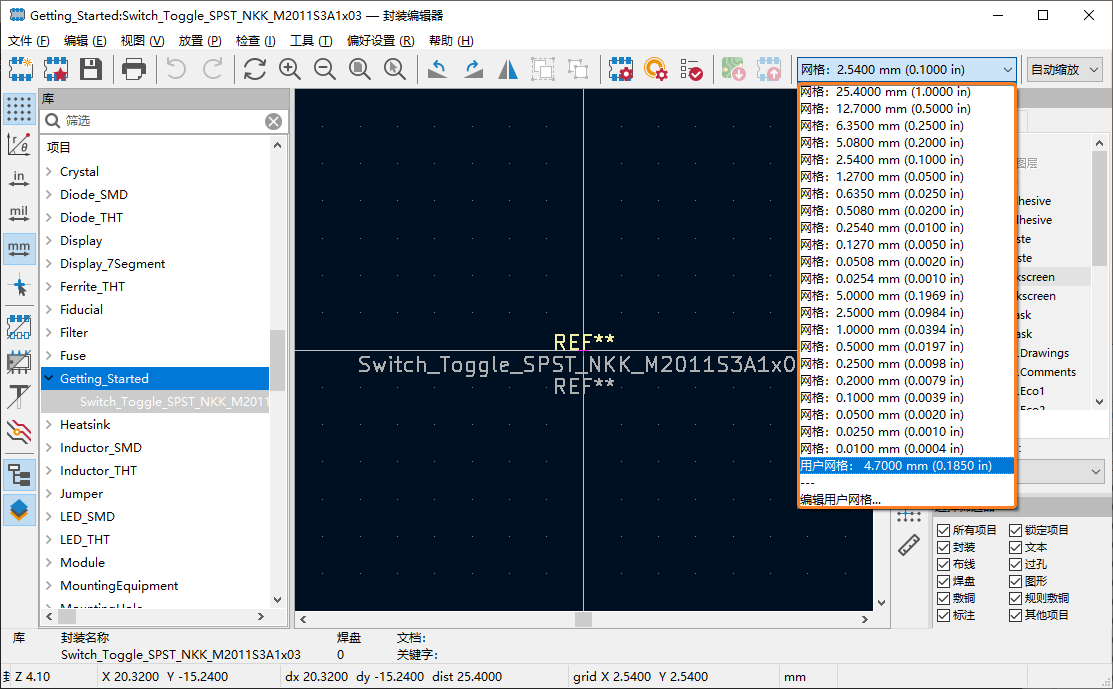 Getting_Started:Switch_Toggle_SPST_NKK_M2011S3A1x03 — 封装编辑器
文件 (F) 编辑 (E) 视图 (V) 放置 (P) 检查 (I) 工具 (T) 偏好设置 (R) 帮助 (H)
网格: 2.5400 mm (0.1000 in)
自动缩放
库
筛选
项目
Crystal
Diode_SMD
Diode_THT
Display
Display_7Segment
Ferrite_THT
Fiducial
Filter
Fuse
Getting_Started
Switch_Toggle_SPST_NKK_M2011
Heatsink
Inductor_SMD
Inductor_THT
Jumper
LED_SMD
LED_THT
Module
MountingEquipment
MountingHole
in
mil
mm
REF**
Switch_Toggle_SPST_NKK_M2011S3A1x0
REF**
网格: 25.4000 mm (1.0000 in)
网格: 12.7000 mm (0.5000 in)
网格: 6.3500 mm (0.2500 in)
网格: 5.0800 mm (0.2000 in)
网格: 2.5400 mm (0.1000 in)
网格: 1.2700 mm (0.0500 in)
网格: 0.6350 mm (0.0250 in)
网格: 0.5080 mm (0.0200 in)
网格: 0.2540 mm (0.0100 in)
网格: 0.1270 mm (0.0050 in)
网格: 0.0508 mm (0.0020 in)
网格: 0.0254 mm (0.0010 in)
网格: 5.0000 mm (0.1969 in)
网格: 2.5000 mm (0.0984 in)
网格: 1.0000 mm (0.0394 in)
网格: 0.5000 mm (0.0197 in)
网格: 0.2500 mm (0.0098 in)
网格: 0.2000 mm (0.0079 in)
网格: 0.1000 mm (0.0039 in)
网格: 0.0500 mm (0.0020 in)
网格: 0.0250 mm (0.0010 in)
网格: 0.0100 mm (0.0004 in)
用户网格: 4.7000 mm (0.1850 in)
---
编辑用户网格...
图层
dhesive
dhesive
ste
ste
kscreen
kscreen
ask
ask
.Drawings
.Comments
.Eco1
.Eco2
所有项目 锁定项目
封装 文本
布线 过孔
焊盘 图形
敷铜 规则敷铜
标注 其他项目
库 封装名称 焊盘 文档:
Switch_Toggle_SPST_NKK_M2011S3A1x03 0 关键字:
Z 4.10 X 20.3200 Y -15.2400 dx 20.3200 dy -15.2400 dist 25.4000 grid X 2.5400 Y 2.5400 mm